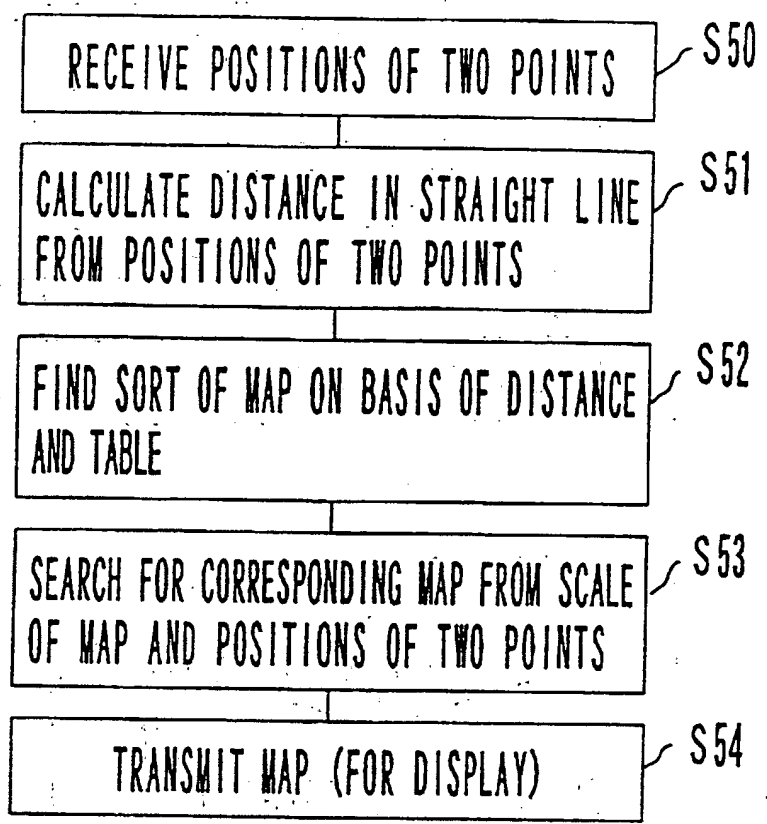 RECEIVE POSITIONS OF TWO POINTS
S50
CALCULATE DISTANCE IN STRAIGHT LINE
FROM POSITIONS OF TWO POINTS
S51
FIND SORT OF MAP ON BASIS OF DISTANCE
AND TABLE
S52
SEARCH FOR CORRESPONDING MAP FROM SCALE
OF MAP AND POSITIONS OF TWO POINTS
S53
TRANSMIT MAP (FOR DISPLAY)
S54